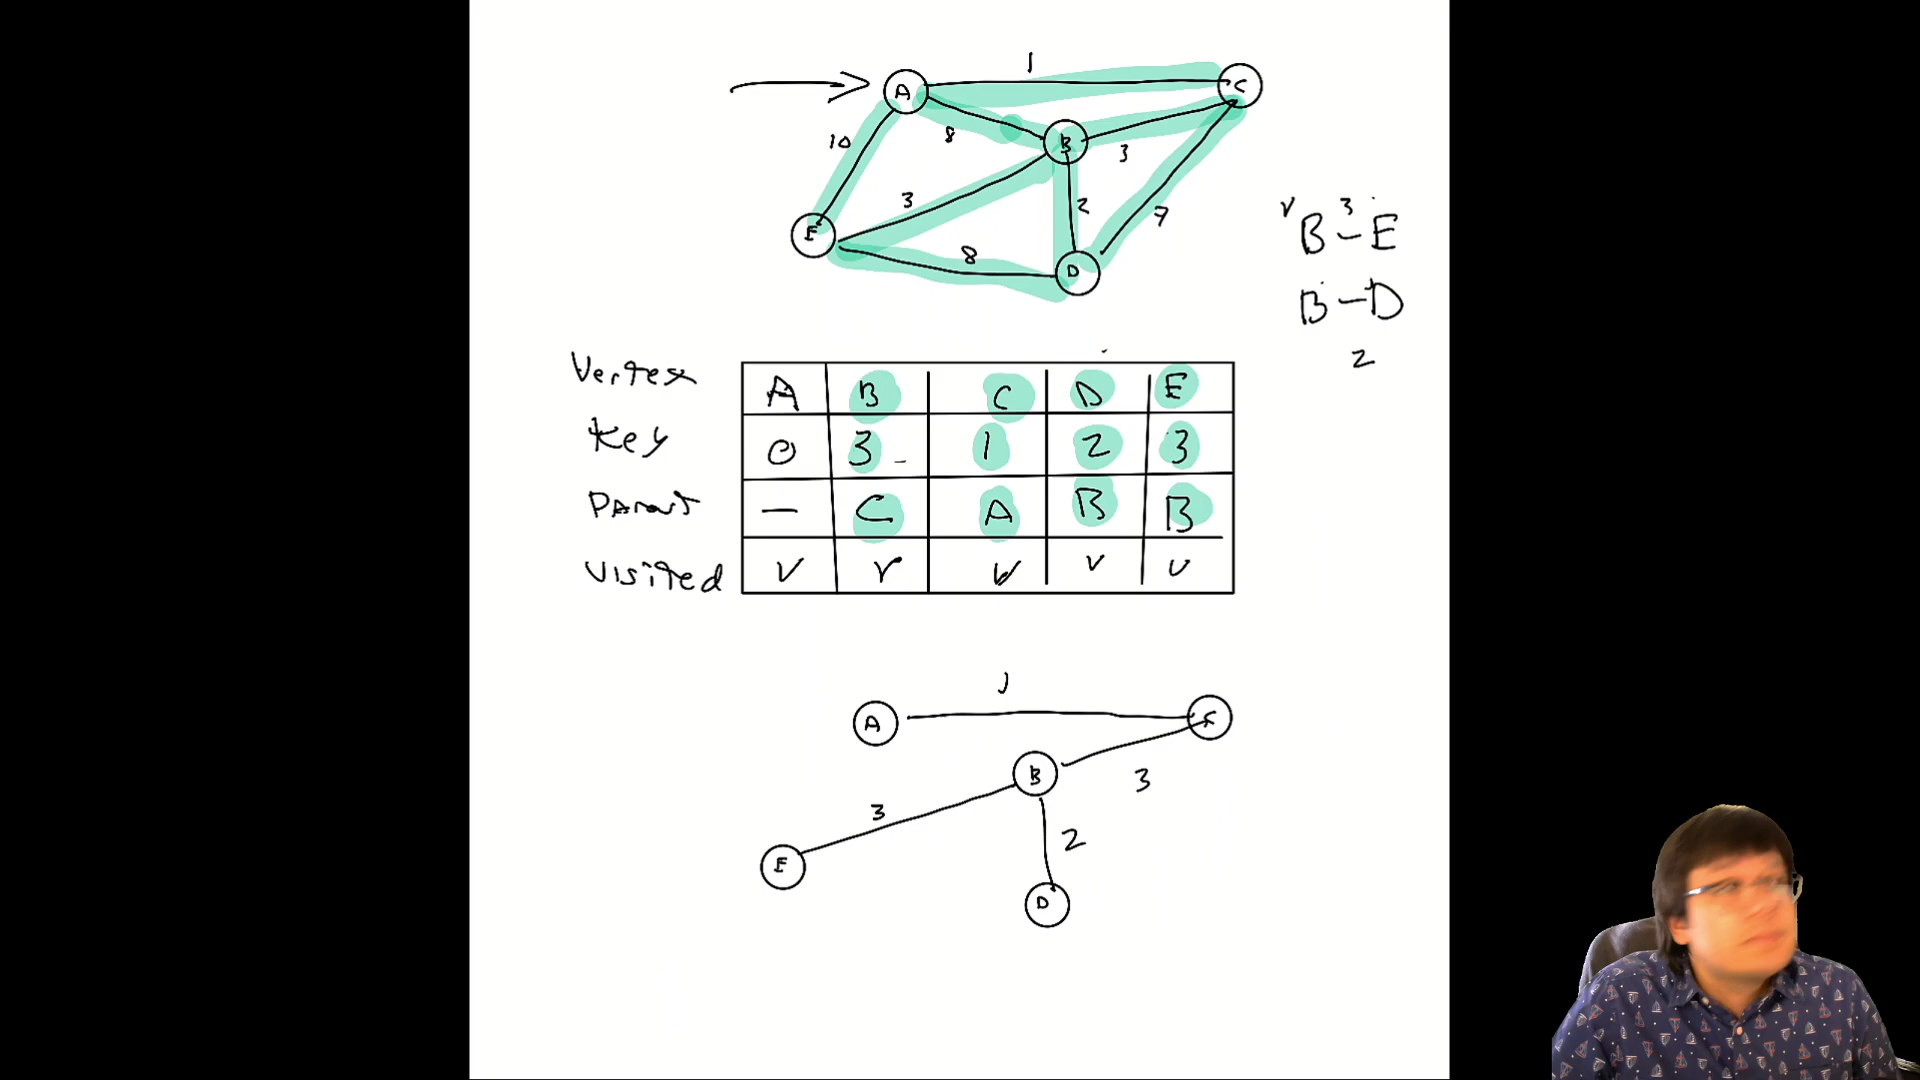 1
A C
10 8 B 3
3 2 7
E 8 D
B 3 E
B - D
2
Vertex A B C D E
Key 0 3 1 2 3
Parent — C A B B
Visited V V V V V
1
A C
B
3 3
E 2
D